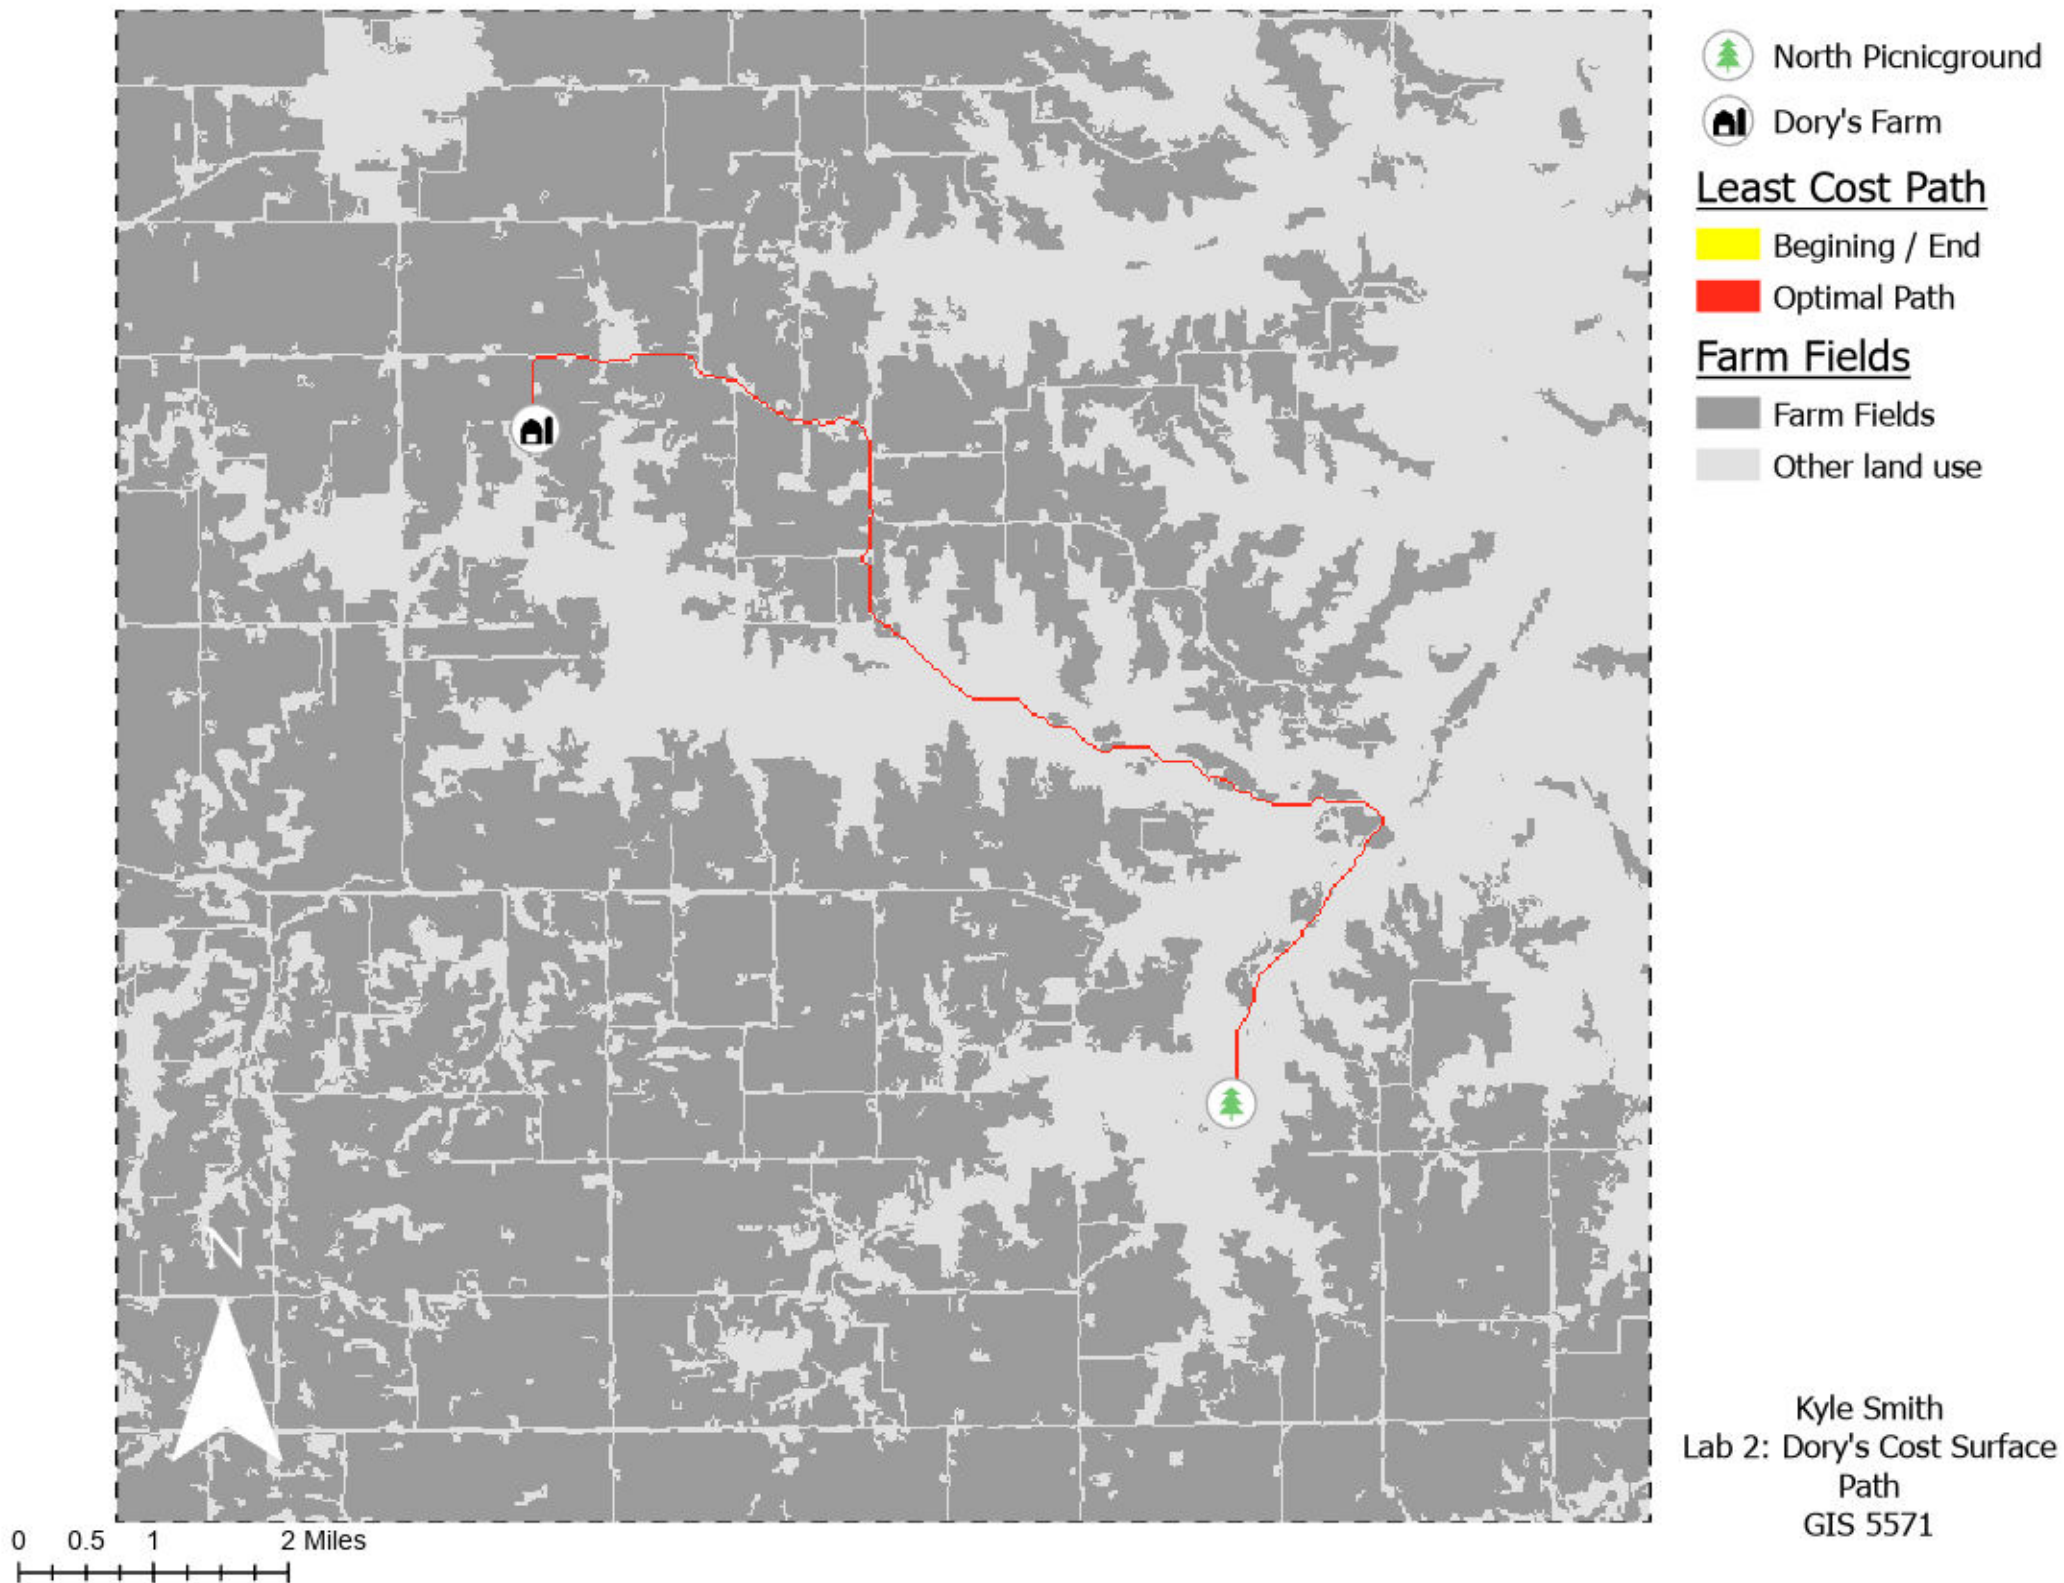 North Picnicground
Dory's Farm
Least Cost Path
Begining / End
Optimal Path
Farm Fields
Farm Fields
Other land use
N
Kyle Smith
Lab 2: Dory's Cost Surface
Path
GIS 5571
0 0.5 1 2 Miles